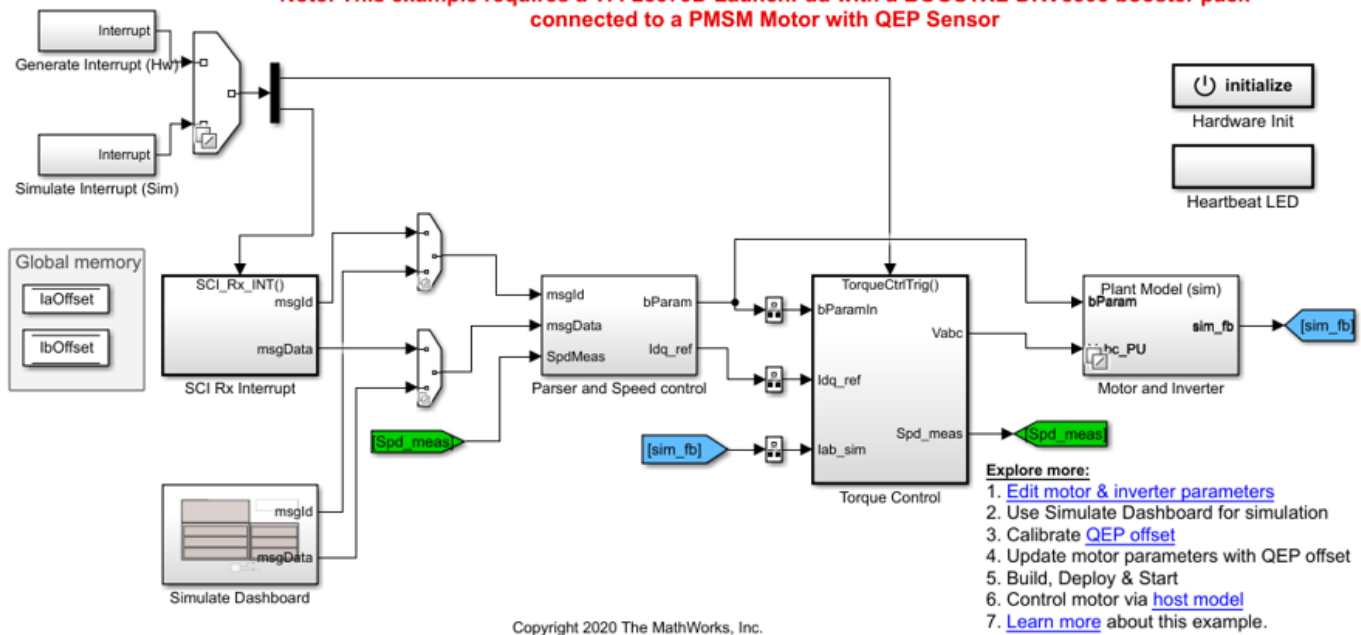 connected to a PMSM Motor with QEP Sensor
Interrupt
Generate Interrupt (Hw)
Interrupt
Simulate Interrupt (Sim)
initialize
Hardware Init
Heartbeat LED
Global memory
IaOffset
IbOffset
SCI_Rx_INT()
msgId
msgData
SCI Rx Interrupt
msgId
msgData
SpdMeas
bParam
Idq_ref
Parser and Speed control
TorqueCtrlTrig()
bParamIn
Idq_ref
Iab_sim
Vabc
Spd_meas
Torque Control
Plant Model (sim)
bParam
sim_fb
Motor and Inverter
[sim_fb]
[Spd_meas]
[sim_fb]
[Spd_meas]
msgId
msgData
Simulate Dashboard
Explore more:
1. Edit motor & inverter parameters
2. Use Simulate Dashboard for simulation
3. Calibrate QEP offset
4. Update motor parameters with QEP offset
5. Build, Deploy & Start
6. Control motor via host model
7. Learn more about this example.
Copyright 2020 The MathWorks, Inc.